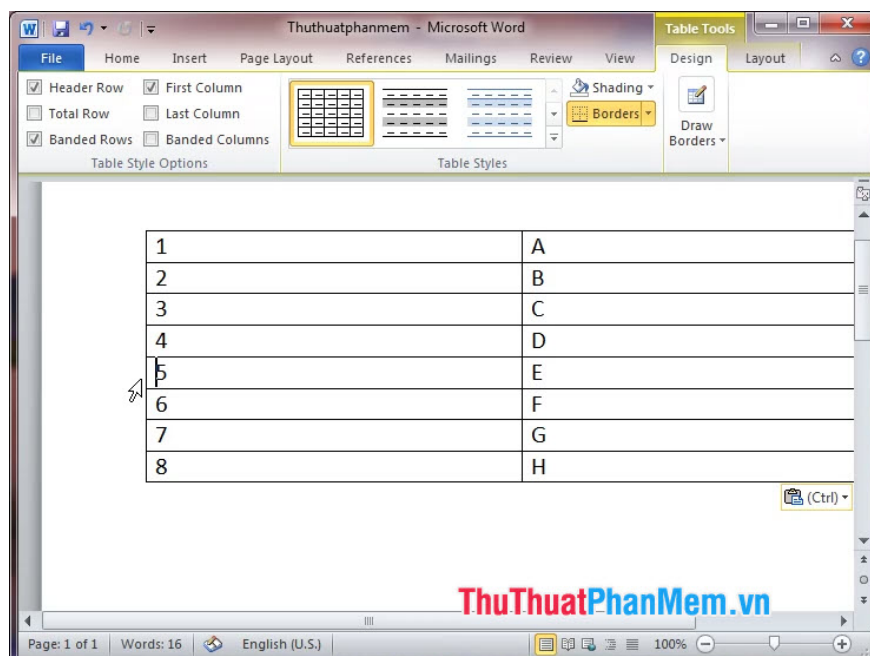 Thuthuatphanmem - Microsoft Word
Table Tools
File Home Insert Page Layout References Mailings Review View Design Layout
Header Row First Column
Total Row Last Column
Banded Rows Banded Columns
Table Style Options
Table Styles
Shading
Borders
Draw
Borders
1 A
2 B
3 C
4 D
5 E
6 F
7 G
8 H
(Ctrl)
ThuThuatPhanMem.vn
Page: 1 of 1 Words: 16 English (U.S.) 100%